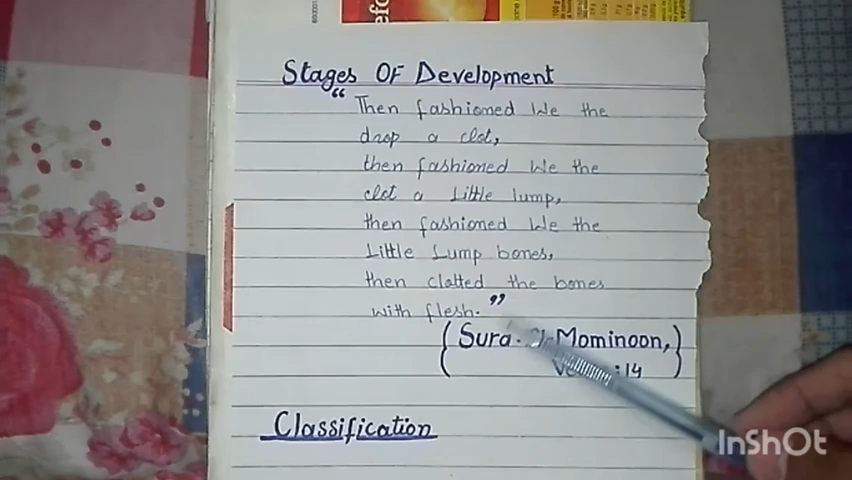 Stages OF Development
“ Then fashioned We the
drop a clot,
then fashioned We the
clot a Little lump,
then fashioned We the
Little Lump bones,
then clatted the bones
with flesh. ”
(Sura. Mominoon,
:14)
Classification
InShOt